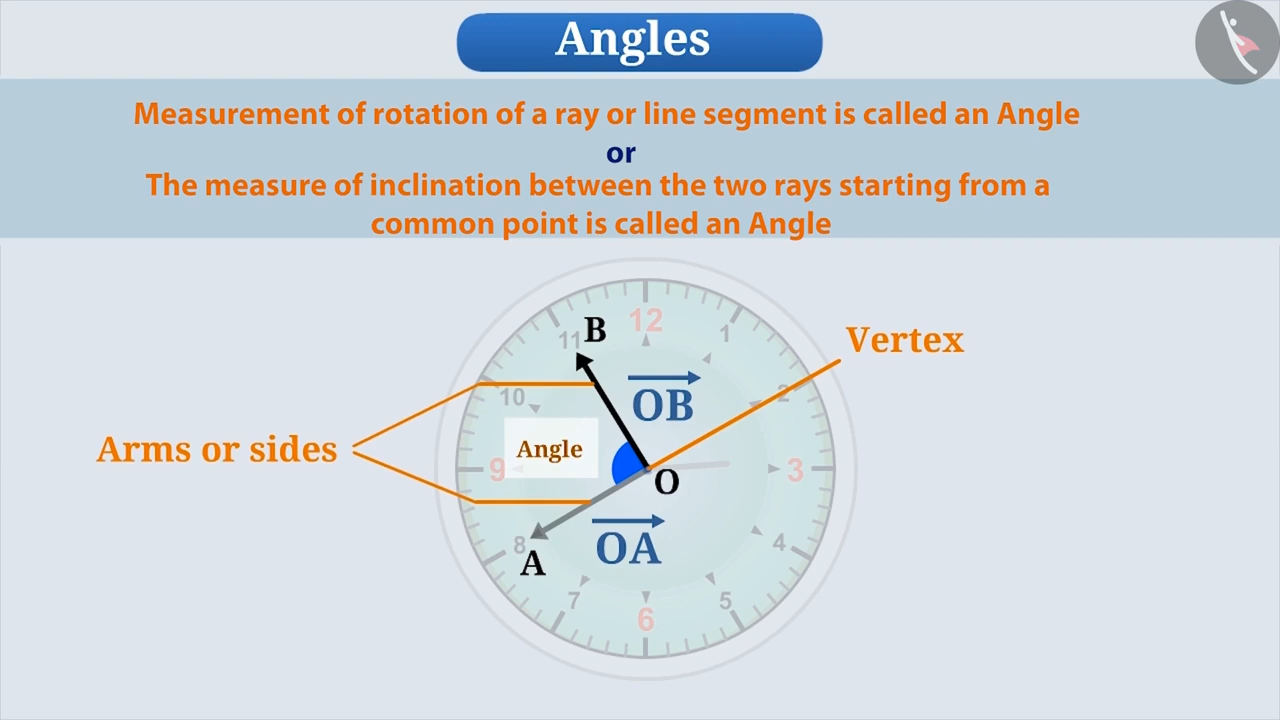 Angles
Measurement of rotation of a ray or line segment is called an Angle
or
The measure of inclination between the two rays starting from a
common point is called an Angle
B
12
11
1
Vertex
10
OB
2
Arms or sides
Angle
9
O
3
8
A
OA
4
7
5
6